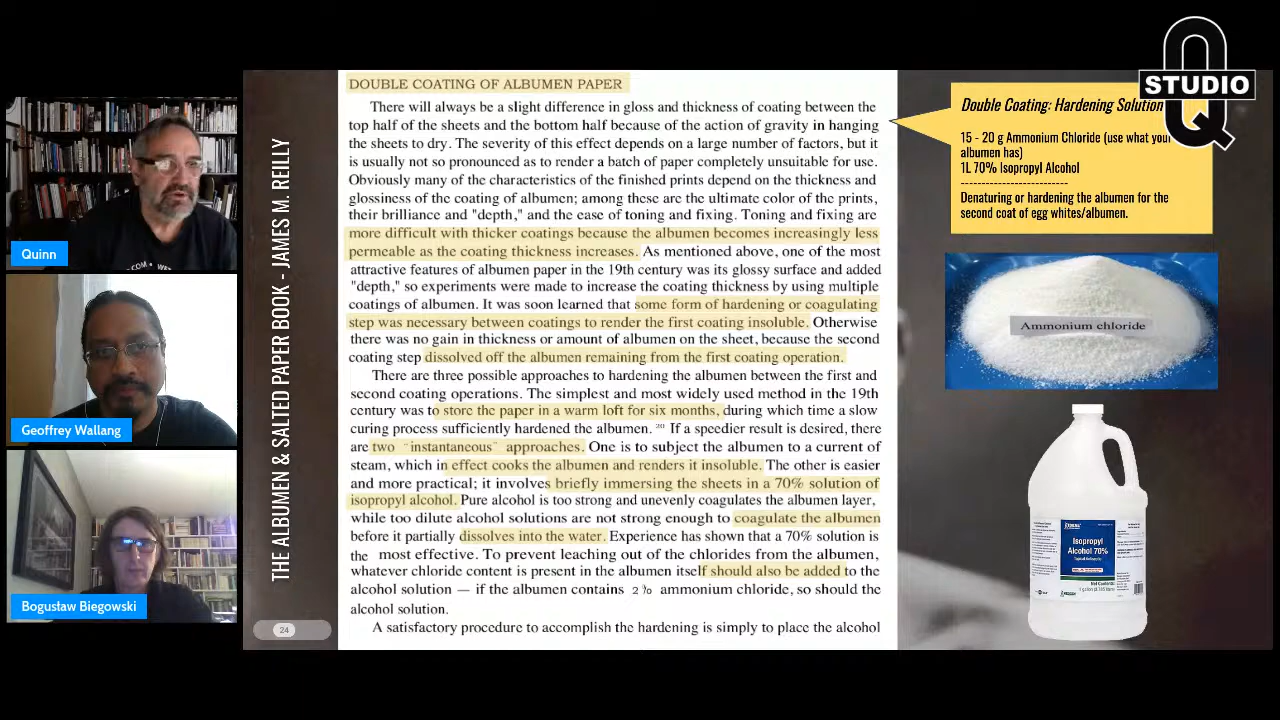 STUDIO
Q
DOUBLE COATING OF ALBUMEN PAPER
There will always be a slight difference in gloss and thickness of coating between the
top half of the sheets and the bottom half because of the action of gravity in hanging
the sheets to dry. The severity of this effect depends on a large number of factors, but it
is usually not so pronounced as to render a batch of paper completely unsuitable for use.
Obviously many of the characteristics of the finished prints depend on the thickness and
glossiness of the coating of albumen; among these are the ultimate color of the prints,
their brilliance and "depth," and the ease of toning and fixing. Toning and fixing are
more difficult with thicker coatings because the albumen becomes increasingly less
permeable as the coating thickness increases. As mentioned above, one of the most
attractive features of albumen paper in the 19th century was its glossy surface and added
"depth," so experiments were made to increase the coating thickness by using multiple
coatings of albumen. It was soon learned that some form of hardening or coagulating
step was necessary between coatings to render the first coating insoluble. Otherwise
there was no gain in thickness or amount of albumen on the sheet, because the second
coating step dissolved off the albumen remaining from the first coating operation.
There are three possible approaches to hardening the albumen between the first and
second coating operations. The simplest and most widely used method in the 19th
century was to store the paper in a warm loft for six months, during which time a slow
curing process sufficiently hardened the albumen. 20 If a speedier result is desired, there
are two "instantaneous" approaches. One is to subject the albumen to a current of
steam, which in effect cooks the albumen and renders it insoluble. The other is easier
and more practical; it involves briefly immersing the sheets in a 70% solution of
isopropyl alcohol. Pure alcohol is too strong and unevenly coagulates the albumen layer,
while too dilute alcohol solutions are not strong enough to coagulate the albumen
before it partially dissolves into the water. Experience has shown that a 70% solution is
the most effective. To prevent leaching out of the chlorides from the albumen,
whatever chloride content is present in the albumen itself should also be added to the
alcohol solution — if the albumen contains 2% ammonium chloride, so should the
alcohol solution.
A satisfactory procedure to accomplish the hardening is simply to place the alcohol
THE ALBUMEN & SALTED PAPER BOOK - JAMES M. REILLY
24
Double Coating: Hardening Solution
15 - 20 g Ammonium Chloride (use what your
albumen has)
1L 70% Isopropyl Alcohol
--------------------------
Denaturing or hardening the albumen for the
second coat of egg whites/albumen.
Ammonium chloride
Isopropyl
Alcohol 70%
Quinn
Geoffrey Wallang
Bogusław Biegowski